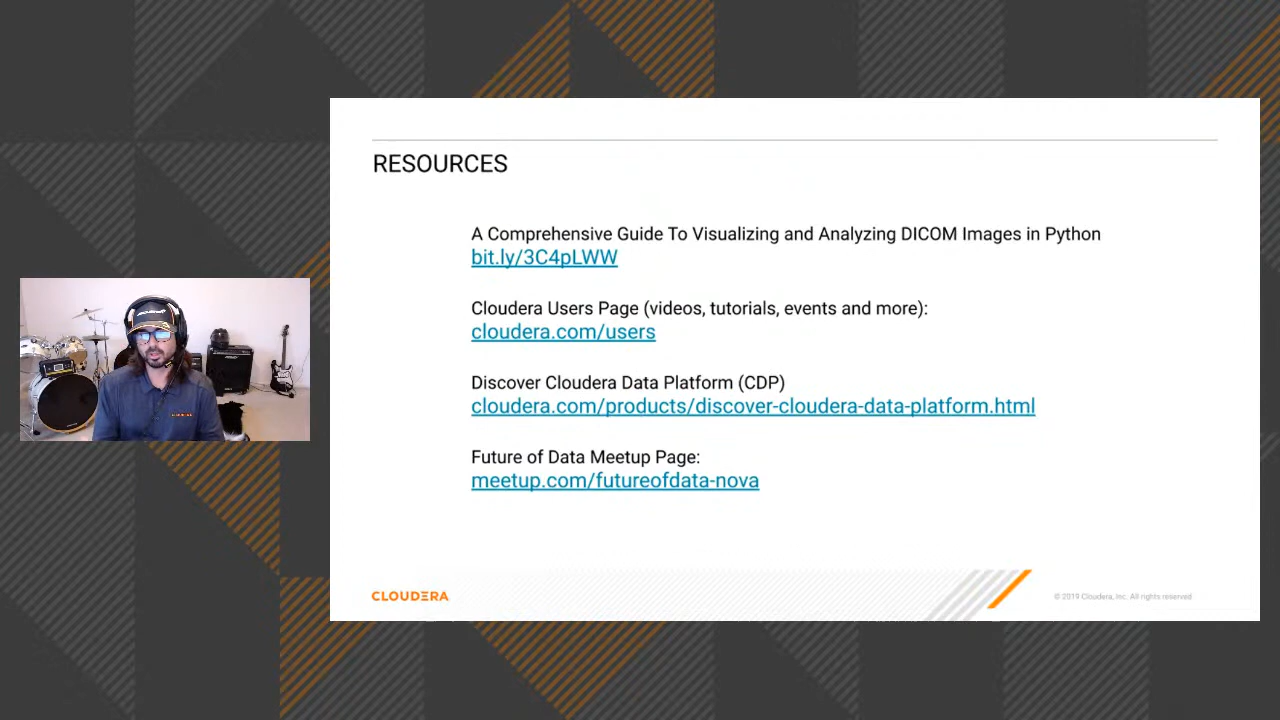 RESOURCES
A Comprehensive Guide To Visualizing and Analyzing DICOM Images in Python
bit.ly/3C4pLWW
Cloudera Users Page (videos, tutorials, events and more):
cloudera.com/users
Discover Cloudera Data Platform (CDP)
cloudera.com/products/discover-cloudera-data-platform.html
Future of Data Meetup Page:
meetup.com/futureofdata-nova
CLOUDERA
© 2019 Cloudera, Inc. All rights reserved